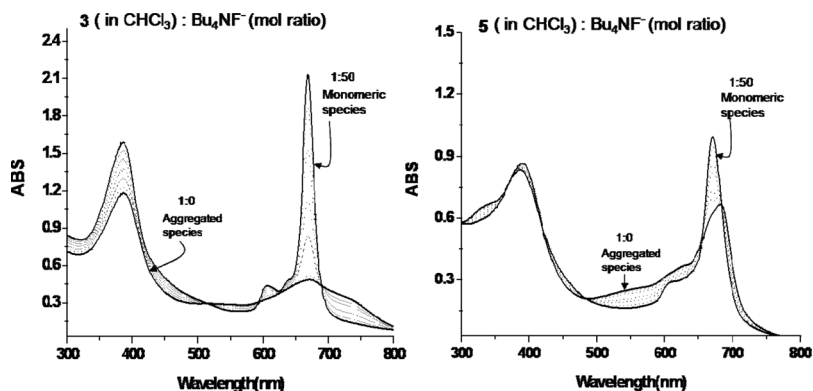 3 ( in CHCl3) : Bu4NF⁻ (mol ratio)
2.4
2.1
1.8
1.5
1.2
0.9
0.6
0.3
ABS
1:50
Monomeric
species
1:0
Aggregated
species
300 400 500 600 700 800
Wavelength(nm)
5 ( in CHCl3) : Bu4NF⁻ (mol ratio)
1.5
1.2
0.9
0.6
0.3
ABS
1:50
Monomeric
species
1:0
Aggregated
species
300 400 500 600 700 800
Wavelength(nm)